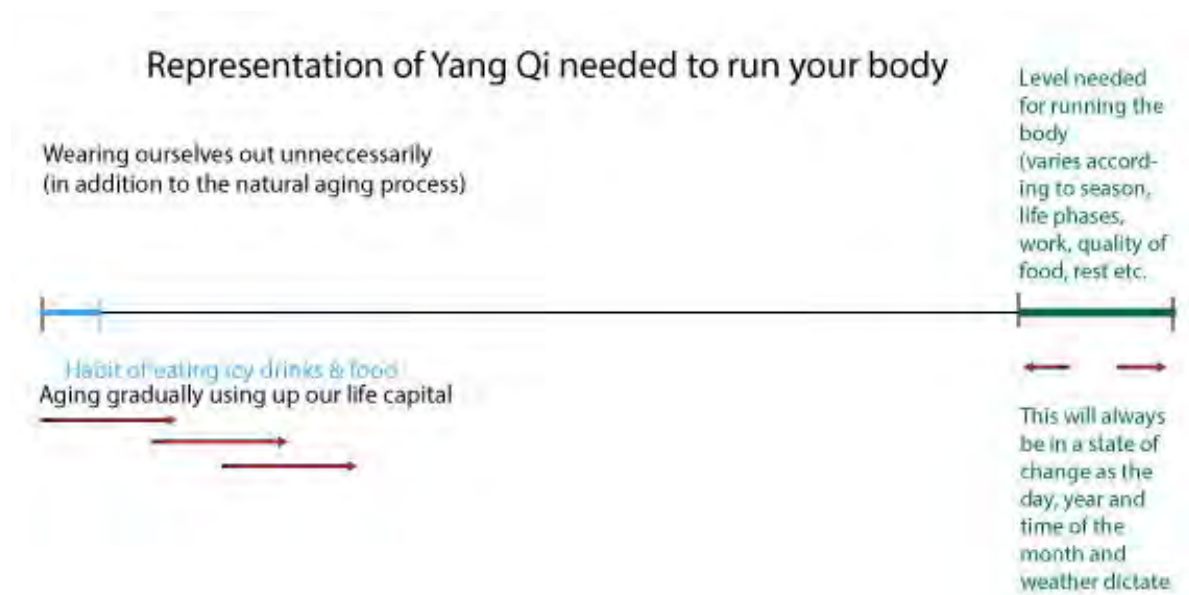 Representation of Yang Qi needed to run your body
Wearing ourselves out unneccessarily
(in addition to the natural aging process)
Level needed
for running the
body
(varies accord-
ing to season,
life phases,
work, quality of
food, rest etc.
Habit of eating icy drinks & food
Aging gradually using up our life capital
This will always
be in a state of
change as the
day, year and
time of the
month and
weather dictate